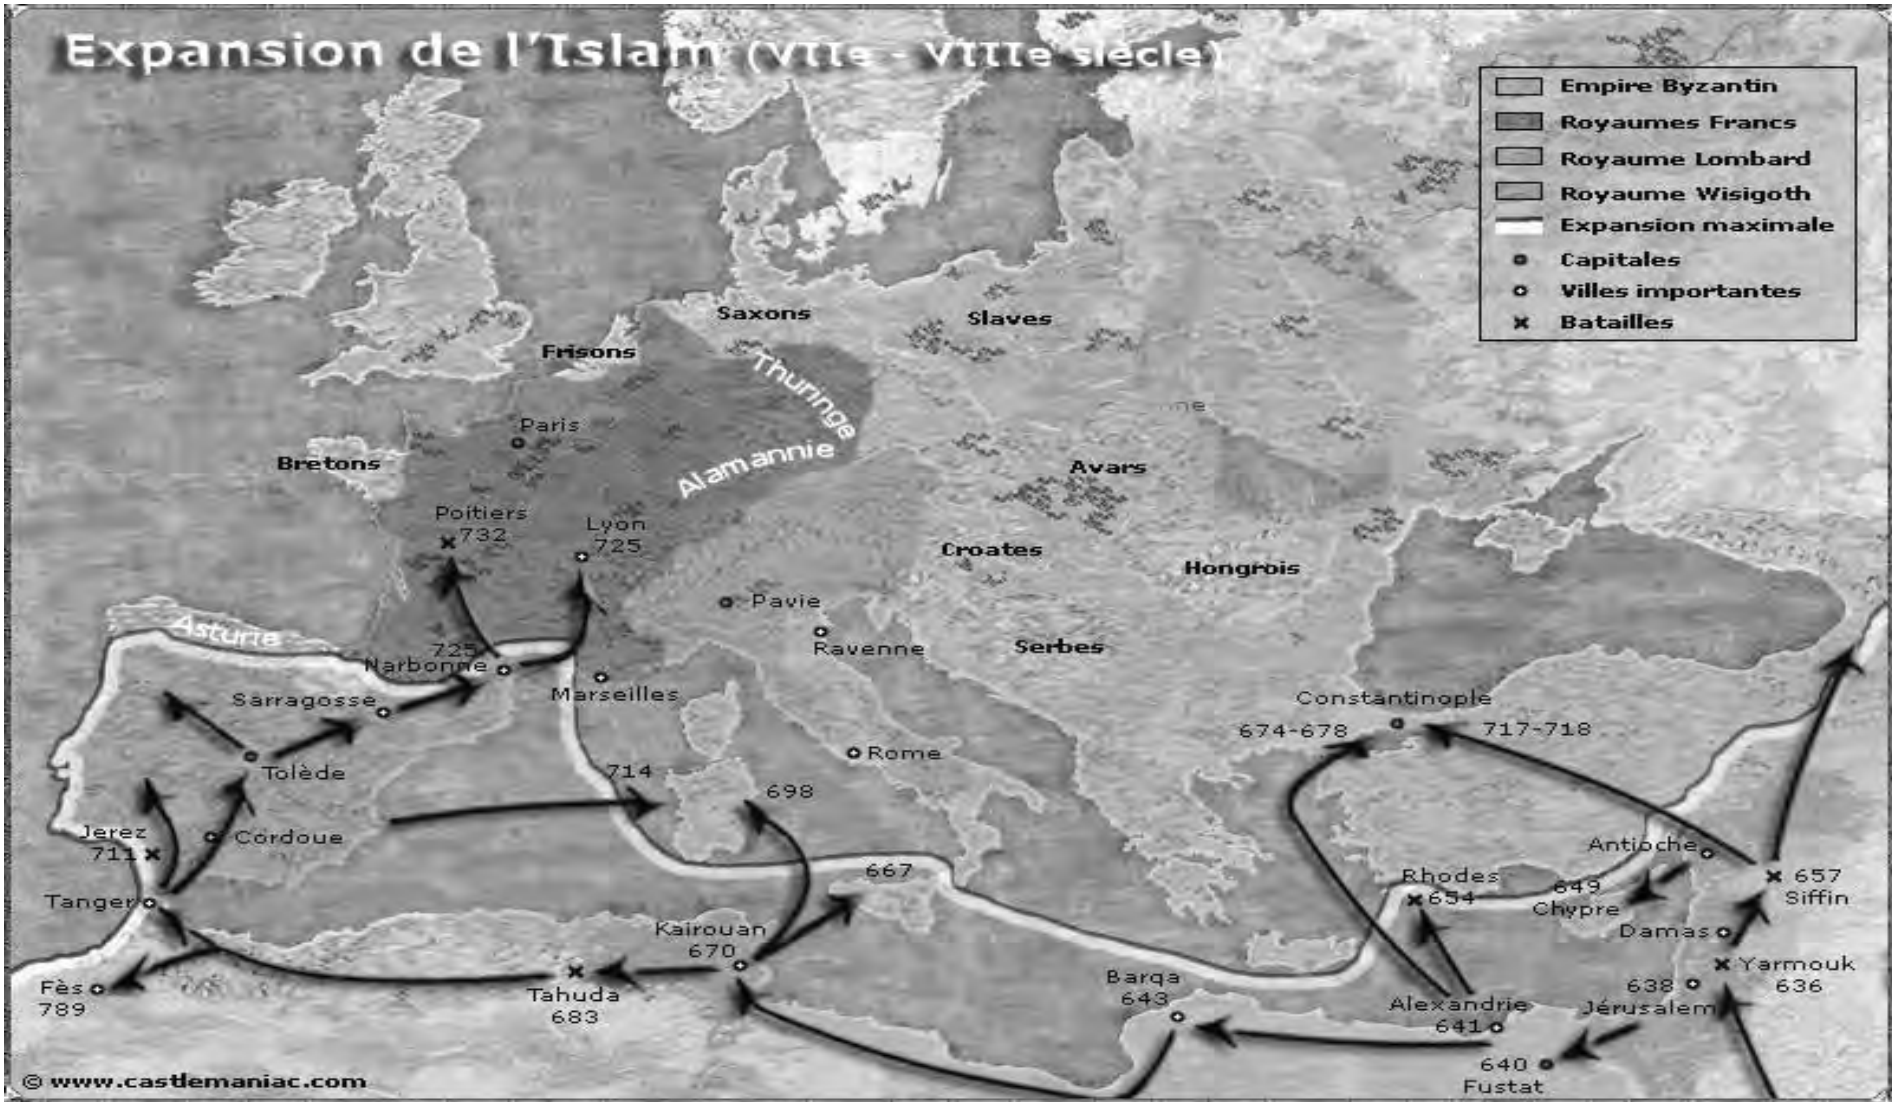 Expansion de l'Islam (VIIe - VIIIe siècle)
Empire Byzantin
Royaumes Francs
Royaume Lombard
Royaume Wisigoth
Expansion maximale
Capitales
Villes importantes
Batailles
Saxons
Slaves
Frisons
Thuringe
Paris
Bretons
Alamannie
Avars
Poitiers
732
Lyon
725
Croates
Hongrois
Pavie
Asturie
Ravenne
Serbes
725
Narbonne
Marseilles
Sarragosse
Constantinople
674-678
717-718
Rome
Tolède
714
698
Jerez
711
Cordoue
Antioche
667
Rhodes
654
649
Chypre
657
Siffin
Tanger
Kairouan
670
Damas
Yarmouk
636
Fès
789
Tahuda
683
Barqa
643
638
Jérusalem
Alexandrie
641
640
Fustat
© www.castlemaniac.com